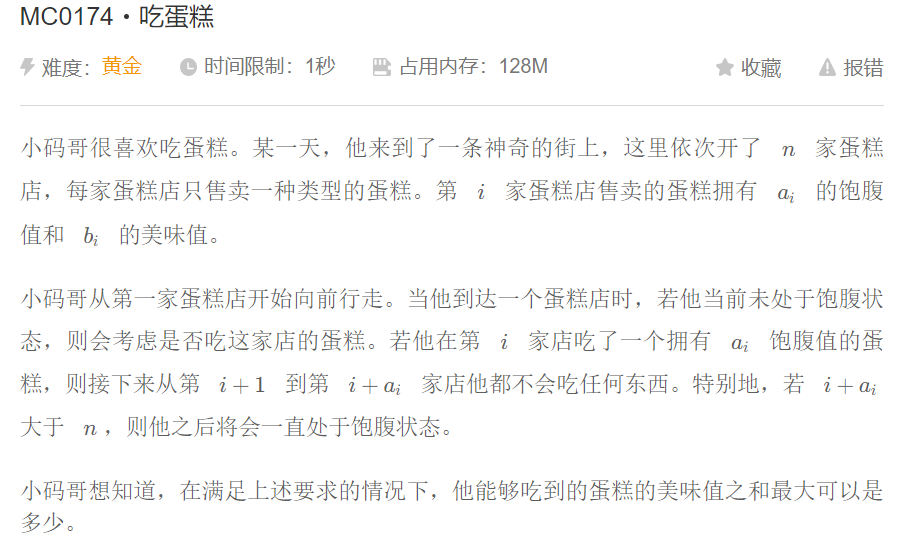 MC0174・吃蛋糕
难度：黄金 时间限制：1秒 占用内存：128M 收藏 报错
小码哥很喜欢吃蛋糕。某一天，他来到了一条神奇的街上，这里依次开了 n 家蛋糕
店，每家蛋糕店只售卖一种类型的蛋糕。第 i 家蛋糕店售卖的蛋糕拥有 aᵢ 的饱腹
值和 bᵢ 的美味值。
小码哥从第一家蛋糕店开始向前行走。当他到达一个蛋糕店时，若他当前未处于饱腹状
态，则会考虑是否吃这家店的蛋糕。若他在第 i 家店吃了一个拥有 aᵢ 饱腹值的蛋
糕，则接下来从第 i + 1 到第 i + aᵢ 家店他都不会吃任何东西。特别地，若 i + aᵢ
大于 n，则他之后将会一直处于饱腹状态。
小码哥想知道，在满足上述要求的情况下，他能够吃到的蛋糕的美味值之和最大可以是
多少。